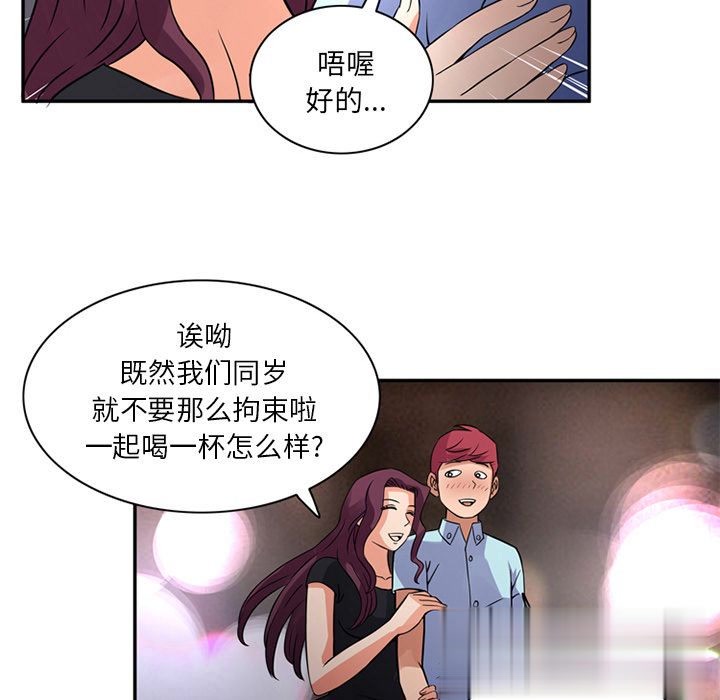 唔喔
好的...
诶呦
既然我们同岁
就不要那么拘束啦
一起喝一杯怎么样?